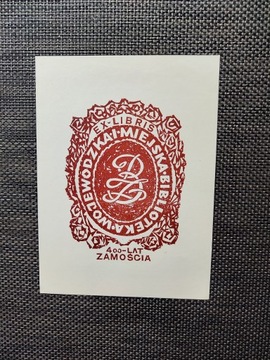 EX-LIBRIS
WOJEWÓDZKA I MIEJSKA BIBLIOTEKA
400-LAT
ZAMOŚCIA